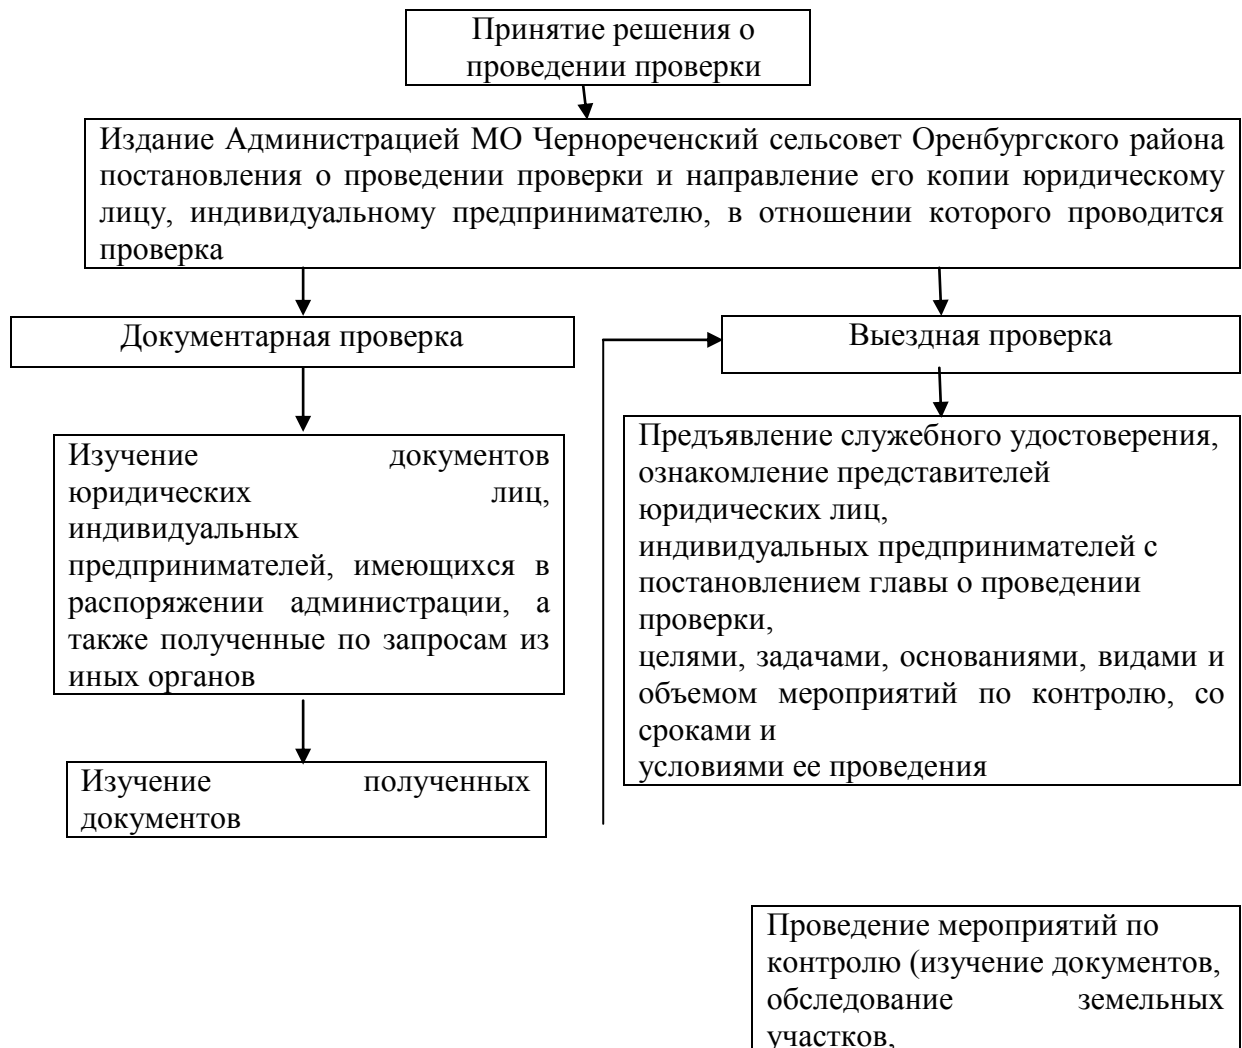 Принятие решения о
проведении проверки
Издание Администрацией МО Чернореченский сельсовет Оренбургского района
постановления о проведении проверки и направление его копии юридическому
лицу, индивидуальному предпринимателю, в отношении которого проводится
проверка
Документарная проверка
Выездная проверка
Изучение документов
юридических лиц,
индивидуальных
предпринимателей, имеющихся в
распоряжении администрации, а
также полученные по запросам из
иных органов
Предъявление служебного удостоверения,
ознакомление представителей
юридических лиц,
индивидуальных предпринимателей с
постановлением главы о проведении
проверки,
целями, задачами, основаниями, видами и
объемом мероприятий по контролю, со
сроками и
условиями ее проведения
Изучение полученных
документов
Проведение мероприятий по
контролю (изучение документов,
обследование земельных
участков,